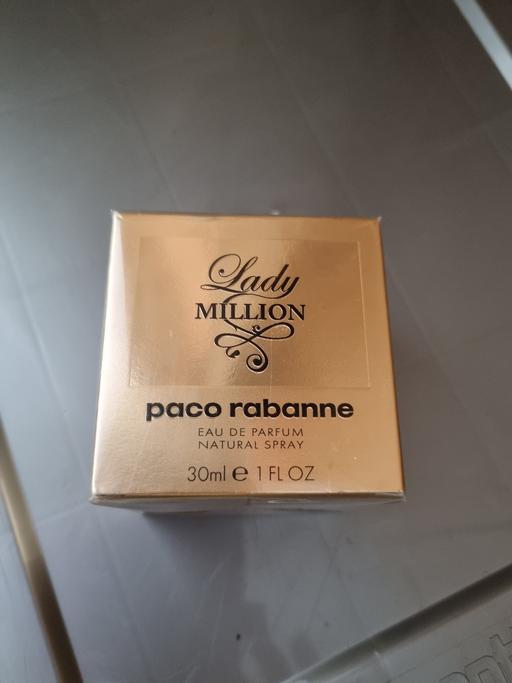 Lady
MILLION
paco rabanne
EAU DE PARFUM
NATURAL SPRAY
30ml e 1 FL OZ